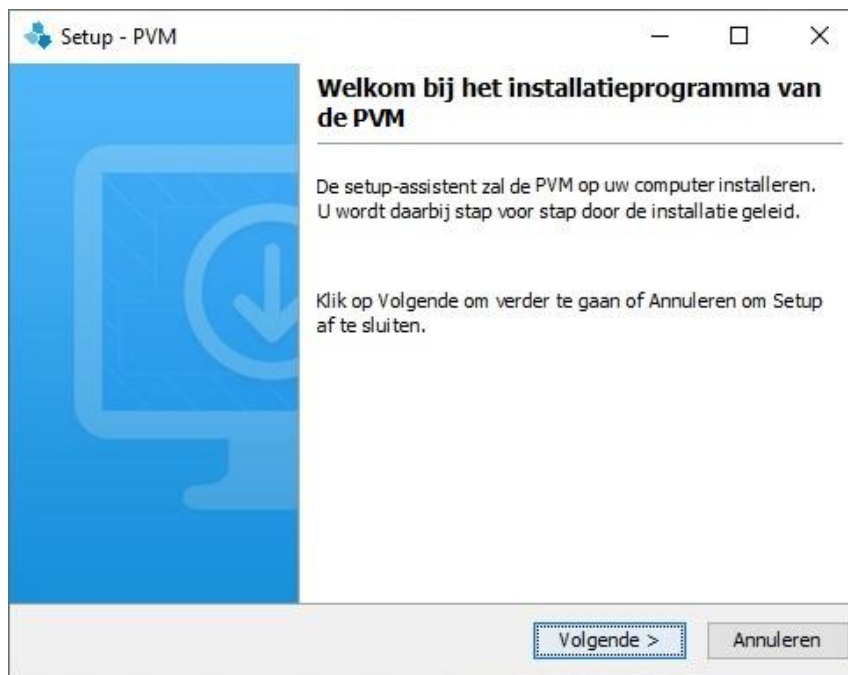 Setup - PVM
Welkom bij het installatieprogramma van
de PVM
De setup-assistent zal de PVM op uw computer installeren.
U wordt daarbij stap voor stap door de installatie geleid.
Klik op Volgende om verder te gaan of Annuleren om Setup
af te sluiten.
Volgende >
Annuleren